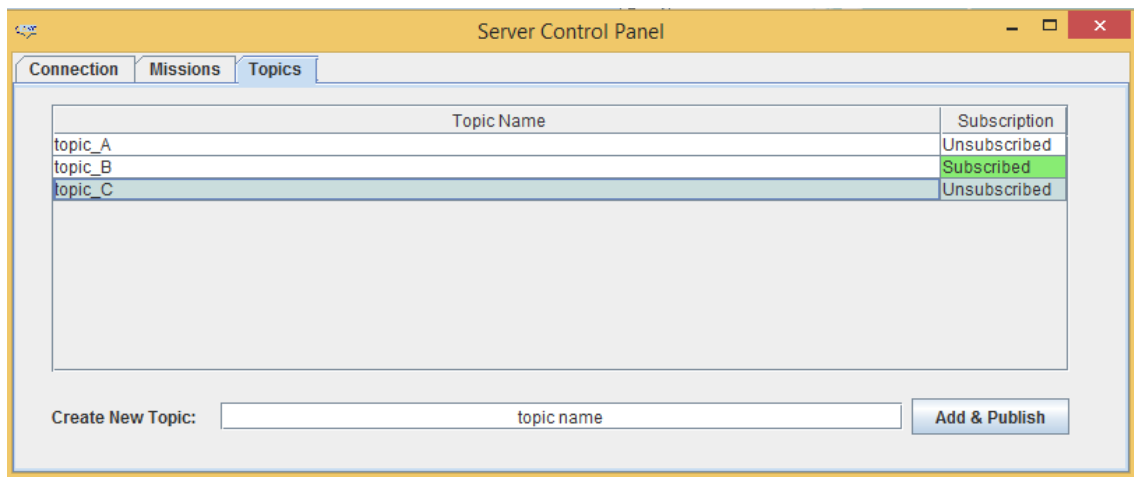 Server Control Panel
Connection Missions Topics
Topic Name Subscription
topic_A Unsubscribed
topic_B Subscribed
topic_C Unsubscribed
Create New Topic: topic name Add & Publish